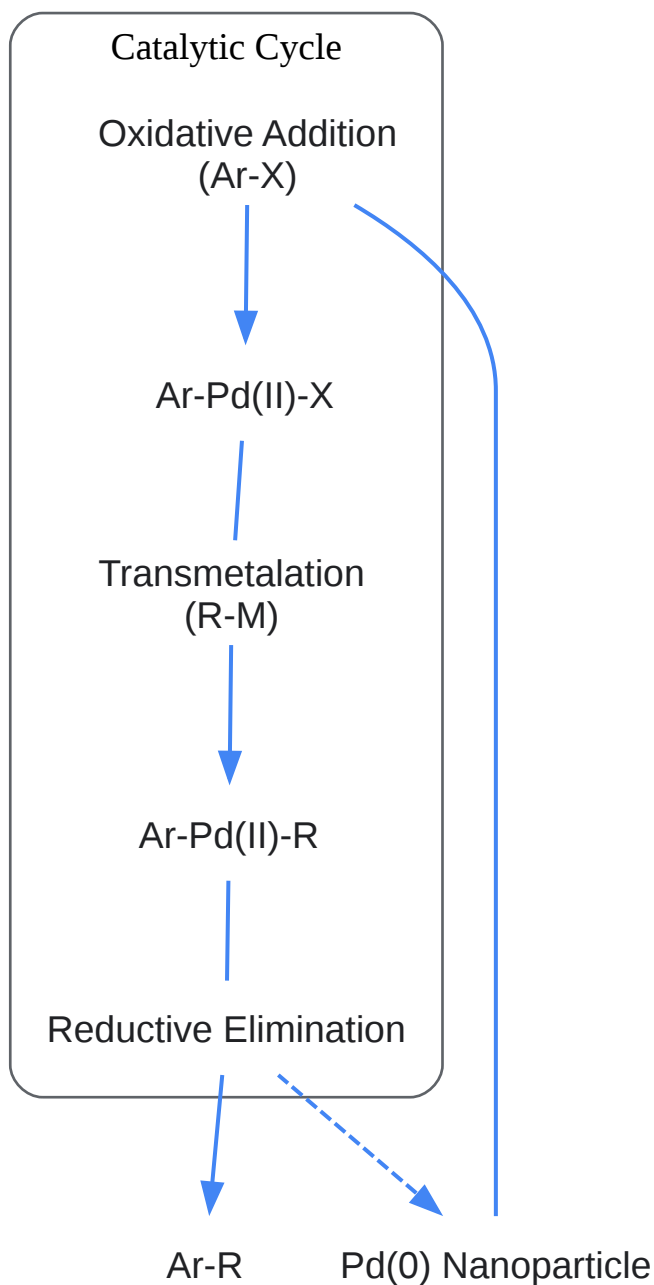 Catalytic Cycle
Oxidative Addition
(Ar-X)
Ar-Pd(II)-X
Transmetalation
(R-M)
Ar-Pd(II)-R
Reductive Elimination
Ar-R
Pd(0) Nanoparticle